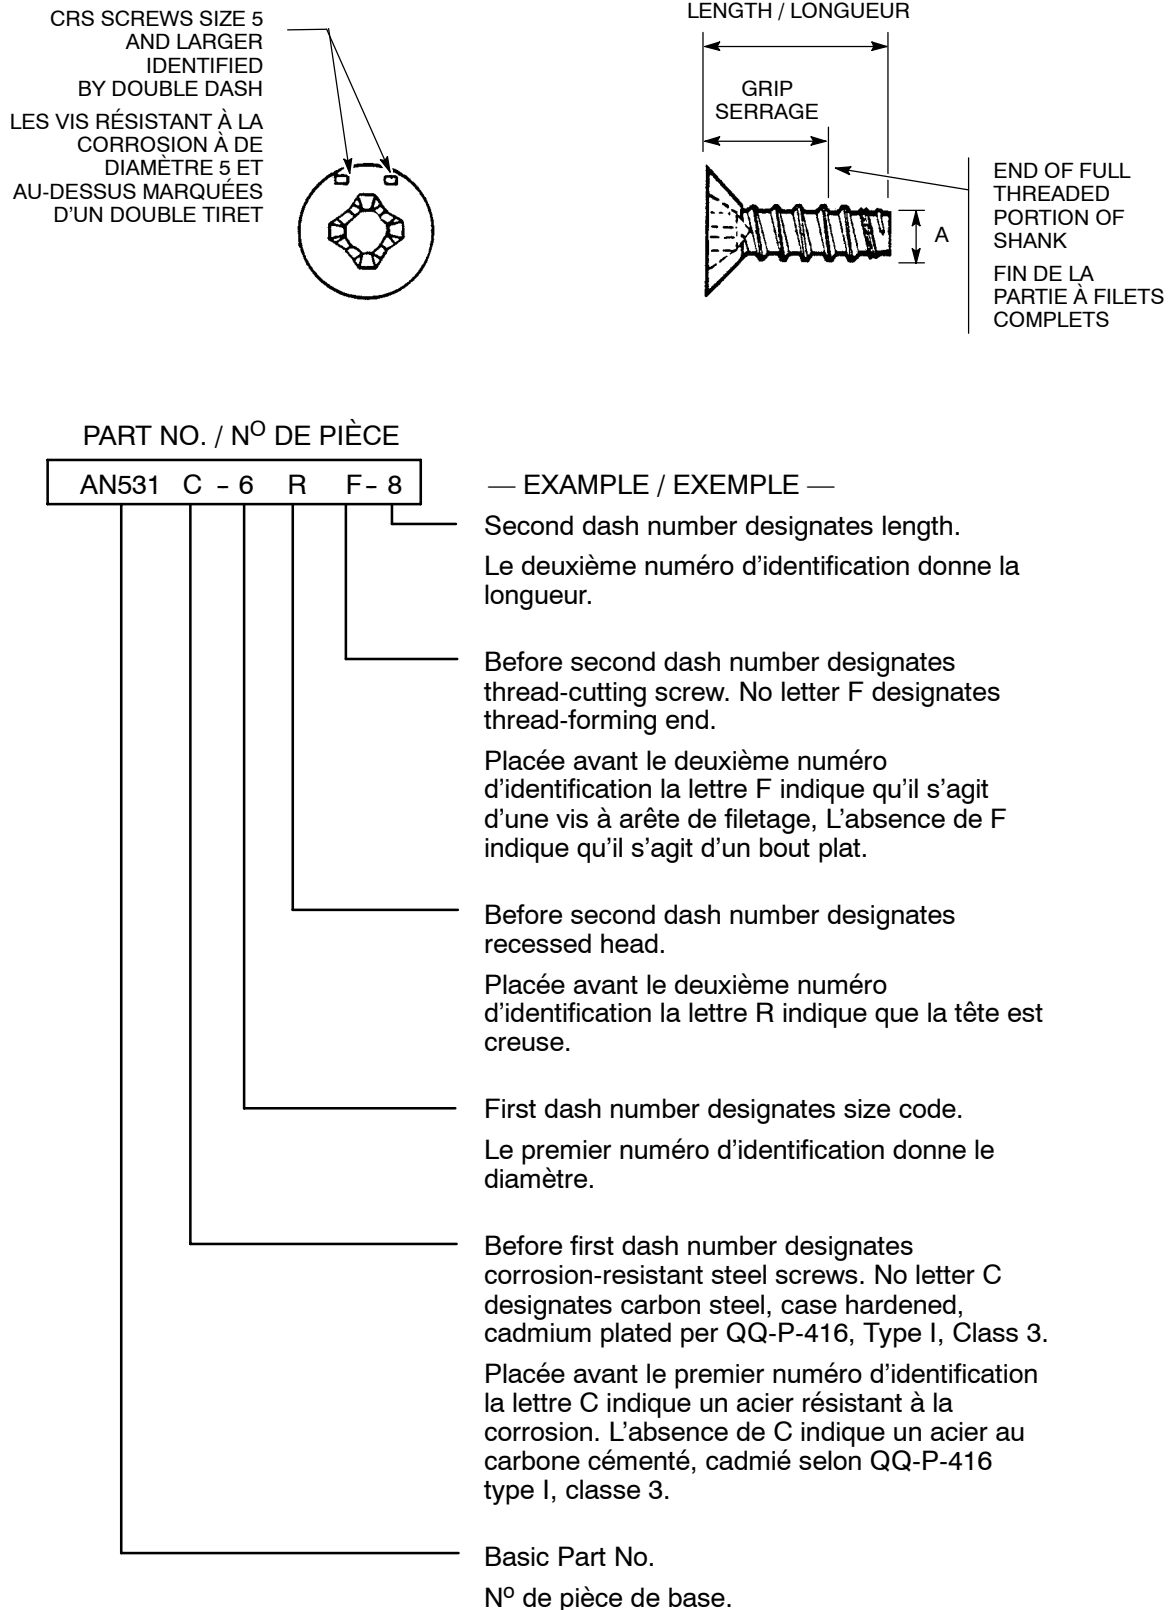 CRS SCREWS SIZE 5
AND LARGER
IDENTIFIED
BY DOUBLE DASH
LES VIS RÉSISTANT À LA
CORROSION À DE
DIAMÈTRE 5 ET
AU-DESSUS MARQUÉES
D'UN DOUBLE TIRET
LENGTH / LONGUEUR
GRIP
SERRAGE
A
END OF FULL
THREADED
PORTION OF
SHANK
FIN DE LA
PARTIE À FILETS
COMPLETS
PART NO. / Nº DE PIÈCE
AN531 C - 6 R F - 8
— EXAMPLE / EXEMPLE —
Second dash number designates length.
Le deuxième numéro d'identification donne la
longueur.
Before second dash number designates
thread-cutting screw. No letter F designates
thread-forming end.
Placée avant le deuxième numéro
d'identification la lettre F indique qu'il s'agit
d'une vis à arête de filetage, L'absence de F
indique qu'il s'agit d'un bout plat.
Before second dash number designates
recessed head.
Placée avant le deuxième numéro
d'identification la lettre R indique que la tête est
creuse.
First dash number designates size code.
Le premier numéro d'identification donne le
diamètre.
Before first dash number designates
corrosion-resistant steel screws. No letter C
designates carbon steel, case hardened,
cadmium plated per QQ-P-416, Type I, Class 3.
Placée avant le premier numéro d'identification
la lettre C indique un acier résistant à la
corrosion. L'absence de C indique un acier au
carbone cémenté, cadmié selon QQ-P-416
type I, classe 3.
Basic Part No.
Nº de pièce de base.